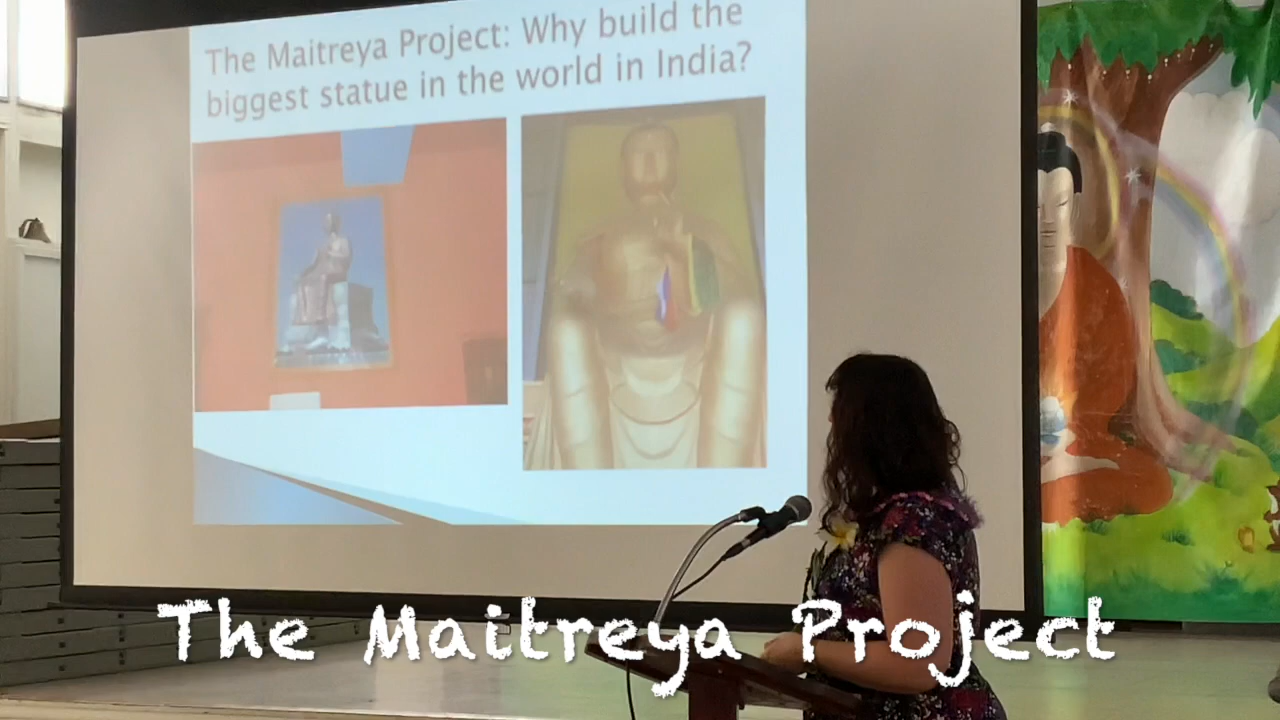 The Maitreya Project: Why build the
biggest statue in the world in India?
The Maitreya Project